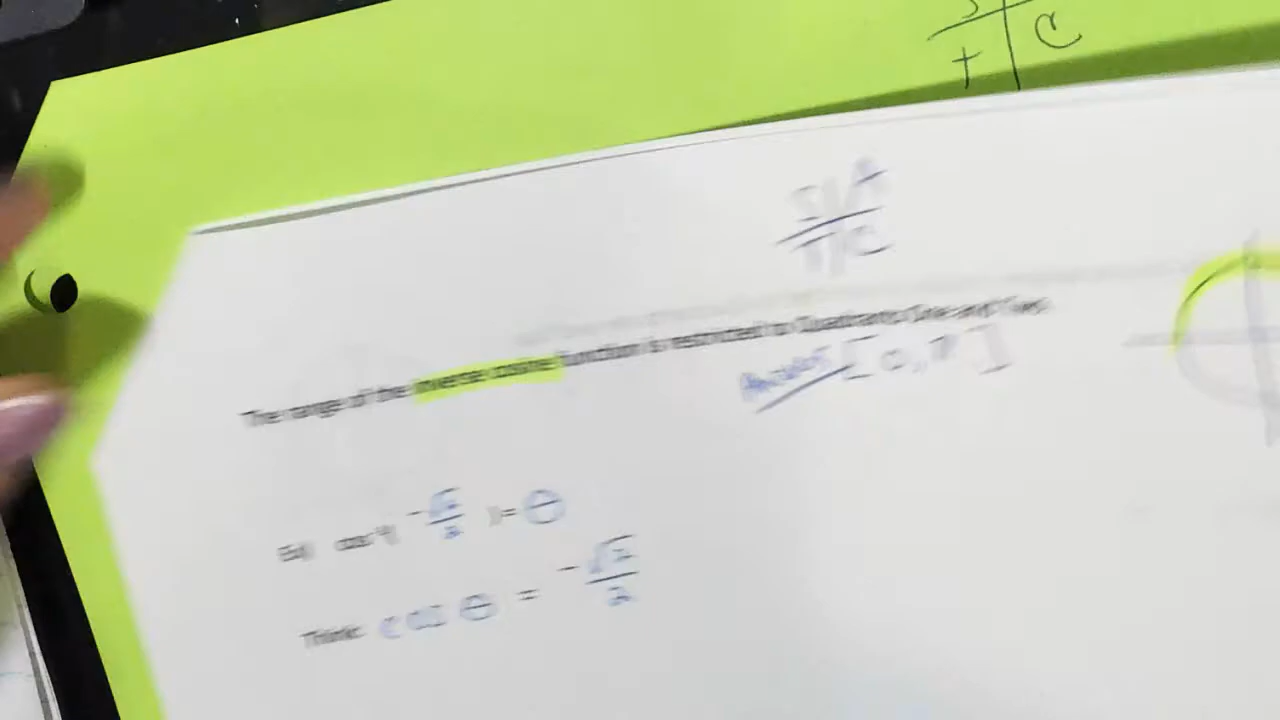 S
T C
S A
T C
The range of the inverse cosine function is restricted to Quadrants One and Two.
Answers [0, π]
Ex) cos⁻¹( -√2/2 ) = θ
Think: cos θ = -√2/2